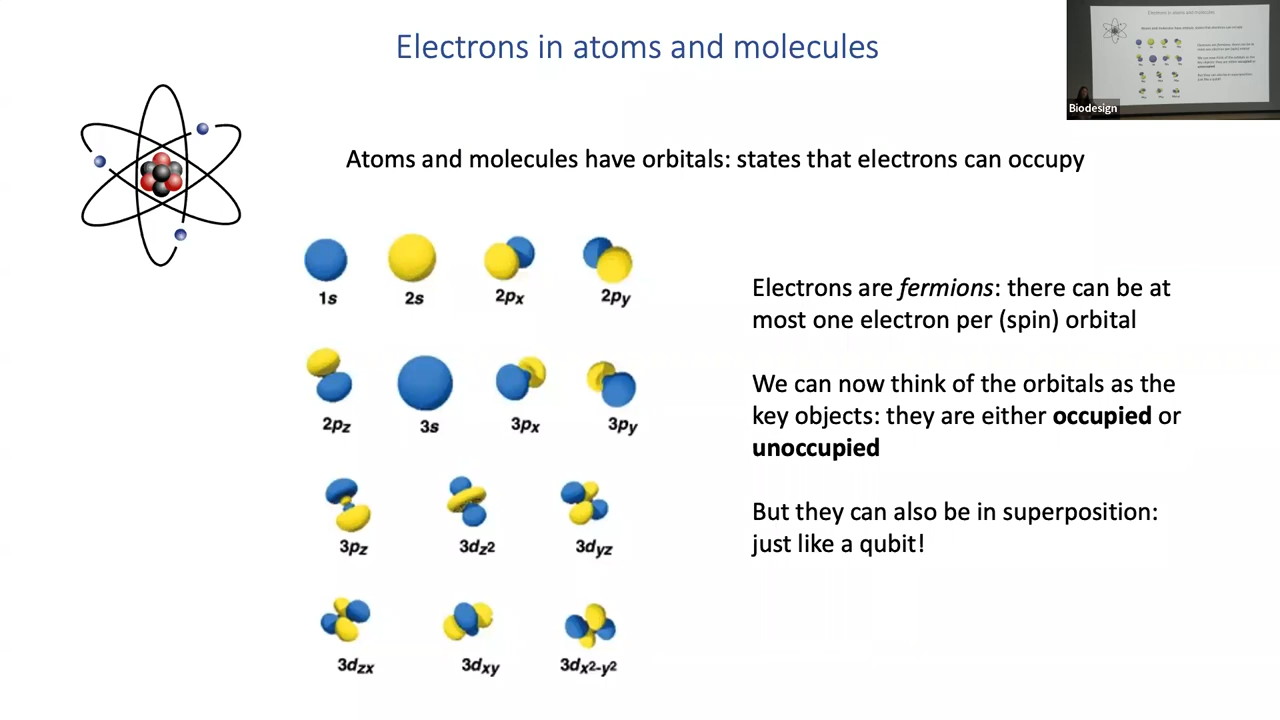 Electrons in atoms and molecules
Biodesign
Atoms and molecules have orbitals: states that electrons can occupy
1s 2s 2px 2py
2pz 3s 3px 3py
3pz 3dz2 3dyz
3dzx 3dxy 3dx2-y2
Electrons are fermions: there can be at
most one electron per (spin) orbital
We can now think of the orbitals as the
key objects: they are either occupied or
unoccupied
But they can also be in superposition:
just like a qubit!